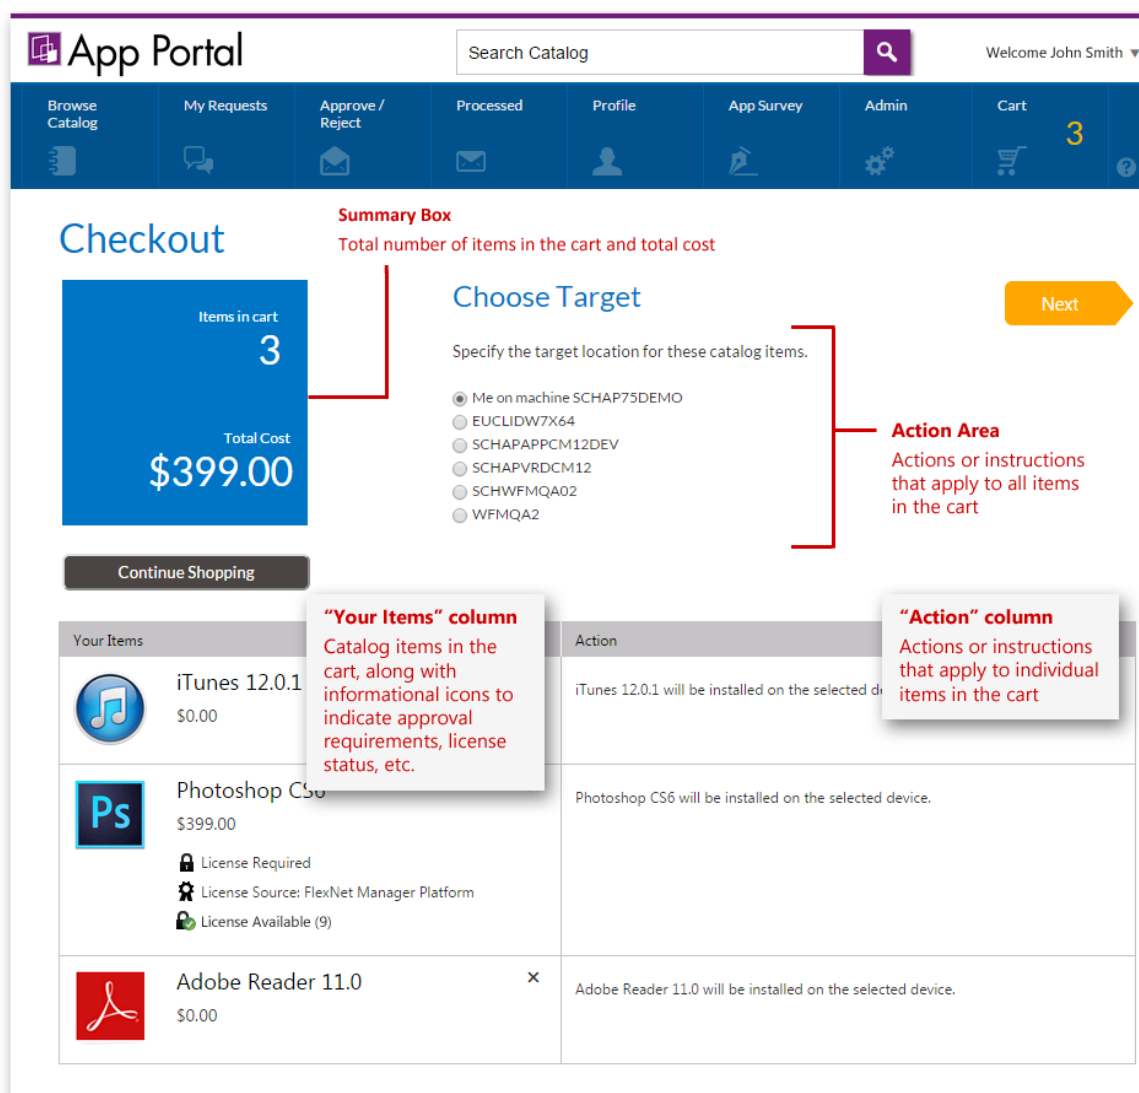 App Portal
Search Catalog
Welcome John Smith
Browse
Catalog
My Requests
Approve /
Reject
Processed
Profile
App Survey
Admin
Cart
3
Checkout
Summary Box
Total number of items in the cart and total cost
Items in cart
3
Total Cost
$399.00
Choose Target
Next
Specify the target location for these catalog items.
Me on machine SCHAP75DEMO
EUCLIDW7X64
SCHAPAPPCM12DEV
SCHAPVRDCM12
SCHWFMQA02
WFMQA2
Action Area
Actions or instructions
that apply to all items
in the cart
Continue Shopping
Your Items
Action
“Your Items” column
Catalog items in the
cart, along with
informational icons to
indicate approval
requirements, license
status, etc.
“Action” column
Actions or instructions
that apply to individual
items in the cart
iTunes 12.0.1
$0.00
iTunes 12.0.1 will be installed on the selected
Ps
Photoshop CS6
$399.00
License Required
License Source: FlexNet Manager Platform
License Available (9)
Photoshop CS6 will be installed on the selected device.
Adobe Reader 11.0
$0.00
Adobe Reader 11.0 will be installed on the selected device.